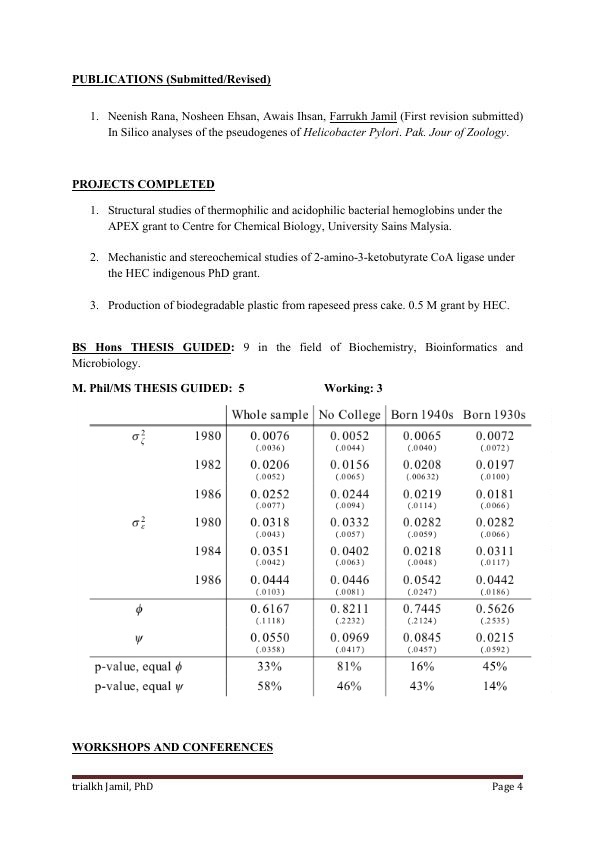 PUBLICATIONS (Submitted/Revised)
1. Neenish Rana, Nosheen Ehsan, Awais Ihsan, Farrukh Jamil (First revision submitted)
In Silico analyses of the pseudogenes of Helicobacter Pylori. Pak. Jour of Zoology.
PROJECTS COMPLETED
1. Structural studies of thermophilic and acidophilic bacterial hemoglobins under the
APEX grant to Centre for Chemical Biology, University Sains Malysia.
2. Mechanistic and stereochemical studies of 2-amino-3-ketobutyrate CoA ligase under
the HEC indigenous PhD grant.
3. Production of biodegradable plastic from rapeseed press cake. 0.5 M grant by HEC.
BS Hons THESIS GUIDED: 9 in the field of Biochemistry, Bioinformatics and
Microbiology.
M. Phil/MS THESIS GUIDED: 5 Working: 3
Whole sample No College Born 1940s Born 1930s
σ²ζ 1980 0.0076 0.0052 0.0065 0.0072
(.0036) (.0044) (.0040) (.0072)
1982 0.0206 0.0156 0.0208 0.0197
(.0052) (.0065) (.00632) (.0100)
1986 0.0252 0.0244 0.0219 0.0181
(.0077) (.0094) (.0114) (.0066)
σ²ε 1980 0.0318 0.0332 0.0282 0.0282
(.0043) (.0057) (.0059) (.0066)
1984 0.0351 0.0402 0.0218 0.0311
(.0042) (.0063) (.0048) (.0117)
1986 0.0444 0.0446 0.0542 0.0442
(.0103) (.0081) (.0247) (.0186)
ϕ 0.6167 0.8211 0.7445 0.5626
(.1118) (.2232) (.2124) (.2535)
ψ 0.0550 0.0969 0.0845 0.0215
(.0358) (.0417) (.0457) (.0592)
p-value, equal ϕ 33% 81% 16% 45%
p-value, equal ψ 58% 46% 43% 14%
WORKSHOPS AND CONFERENCES
trialkh Jamil, PhD Page 4